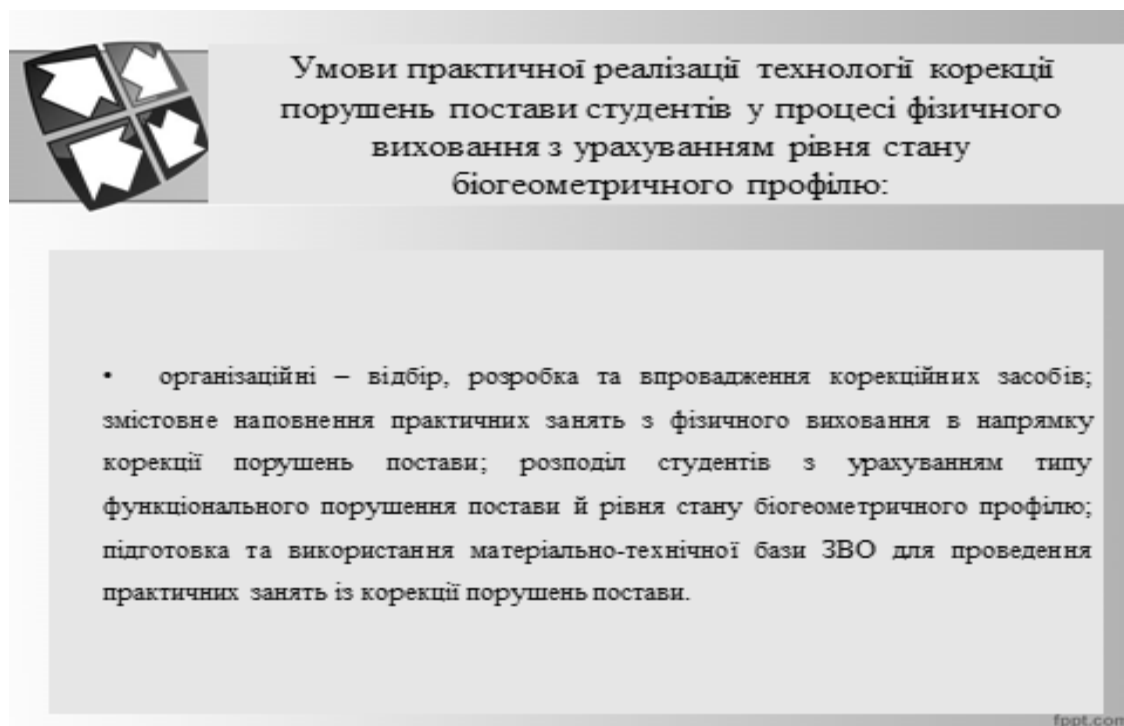 Умови практичної реалізації технології корекції
порушень постави студентів у процесі фізичного
виховання з урахуванням рівня стану
біогеометричного профілю:
• організаційні – відбір, розробка та впровадження корекційних засобів;
змістовне наповнення практичних занять з фізичного виховання в напрямку
корекції порушень постави; розподіл студентів з урахуванням типу
функціонального порушення постави й рівня стану біогеометричного профілю;
підготовка та використання матеріально-технічної бази ЗВО для проведення
практичних занять із корекції порушень постави.
fppt.com